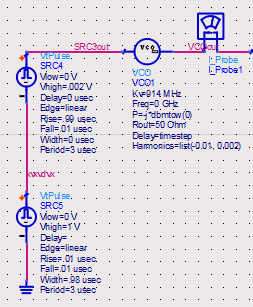 SRC3out
VCO
VCOout
I_Probe
I_Probe1
VtPulse
SRC4
Vlow=0 V
Vhigh=.002 V
Delay=0 usec
Edge=linear
Rise=.99 usec
Fall=.01 usec
Width=0 usec
Period=3 usec
VCO
VCO1
Kv=914 MHz
Freq=0 GHz
P=-j*dbmtow(0)
Rout=50 Ohm
Delay=timestep
Harmonics=list(-0.01, 0.002)
VtPulse
SRC5
Vlow=0 V
Vhigh=1 V
Delay=
Edge=linear
Rise=.01 usec
Fall=.01 usec
Width=.98 usec
Period=3 usec